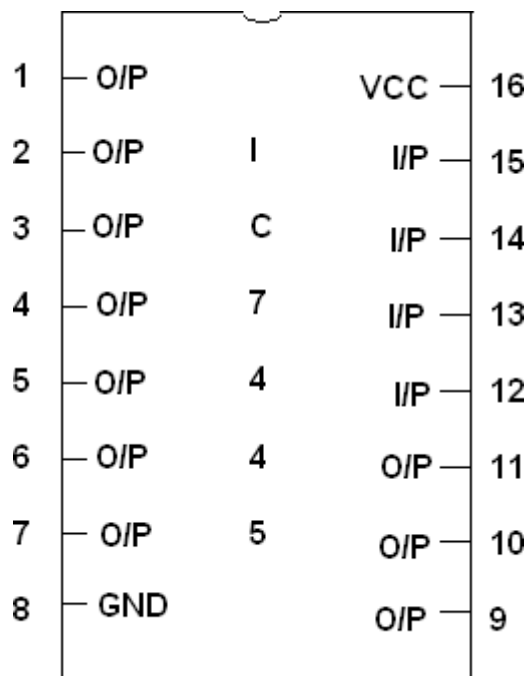 1 O/P VCC 16
2 O/P I I/P 15
3 O/P C I/P 14
4 O/P 7 I/P 13
5 O/P 4 I/P 12
6 O/P 4 O/P 11
7 O/P 5 O/P 10
8 GND O/P 9